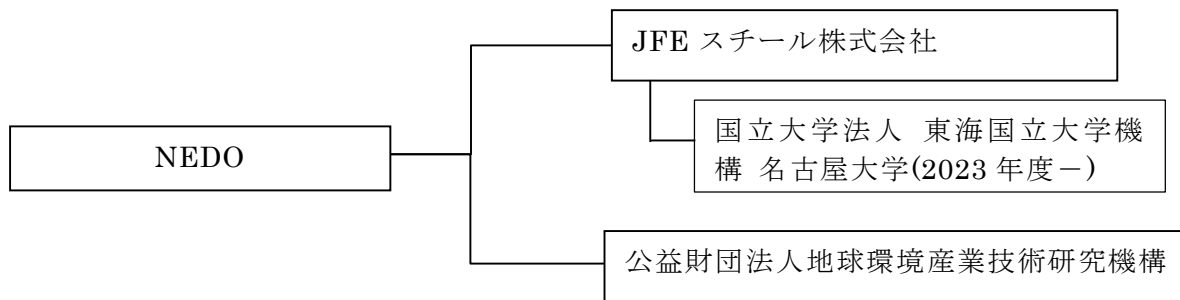 JFE スチール株式会社
国立大学法人 東海国立大学機
構 名古屋大学(2023 年度－)
NEDO
公益財団法人地球環境産業技術研究機構